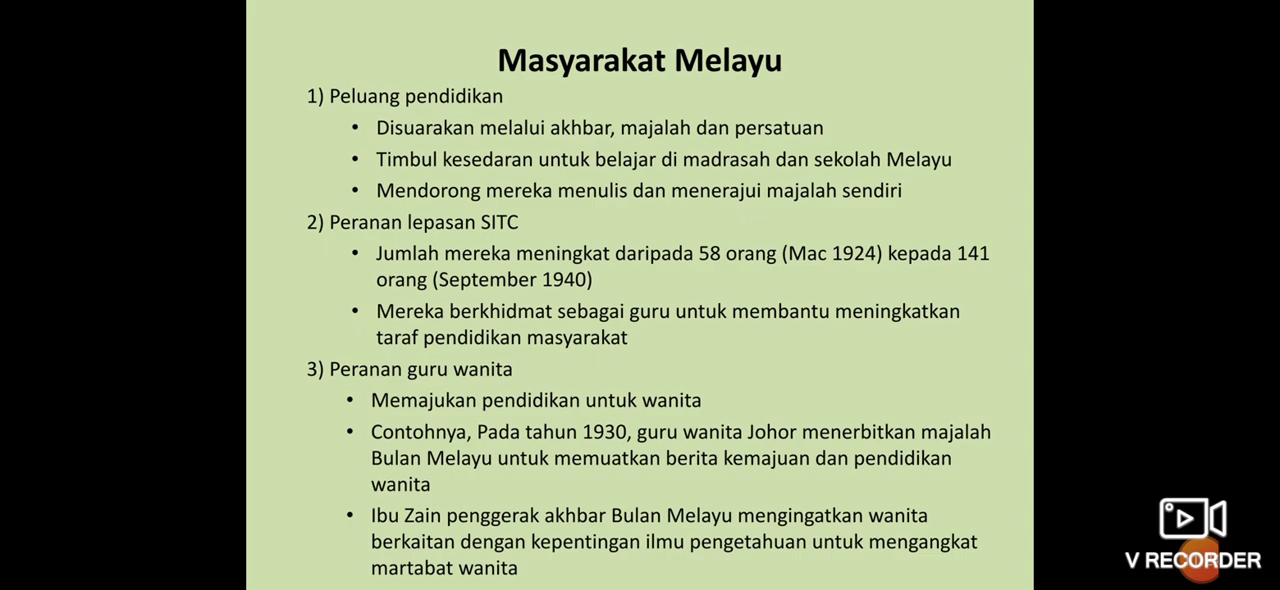 Masyarakat Melayu
1) Peluang pendidikan
• Disuarakan melalui akhbar, majalah dan persatuan
• Timbul kesedaran untuk belajar di madrasah dan sekolah Melayu
• Mendorong mereka menulis dan menerajui majalah sendiri
2) Peranan lepasan SITC
• Jumlah mereka meningkat daripada 58 orang (Mac 1924) kepada 141
orang (September 1940)
• Mereka berkhidmat sebagai guru untuk membantu meningkatkan
taraf pendidikan masyarakat
3) Peranan guru wanita
• Memajukan pendidikan untuk wanita
• Contohnya, Pada tahun 1930, guru wanita Johor menerbitkan majalah
Bulan Melayu untuk memuatkan berita kemajuan dan pendidikan
wanita
• Ibu Zain penggerak akhbar Bulan Melayu mengingatkan wanita
berkaitan dengan kepentingan ilmu pengetahuan untuk mengangkat
martabat wanita
V RECORDER